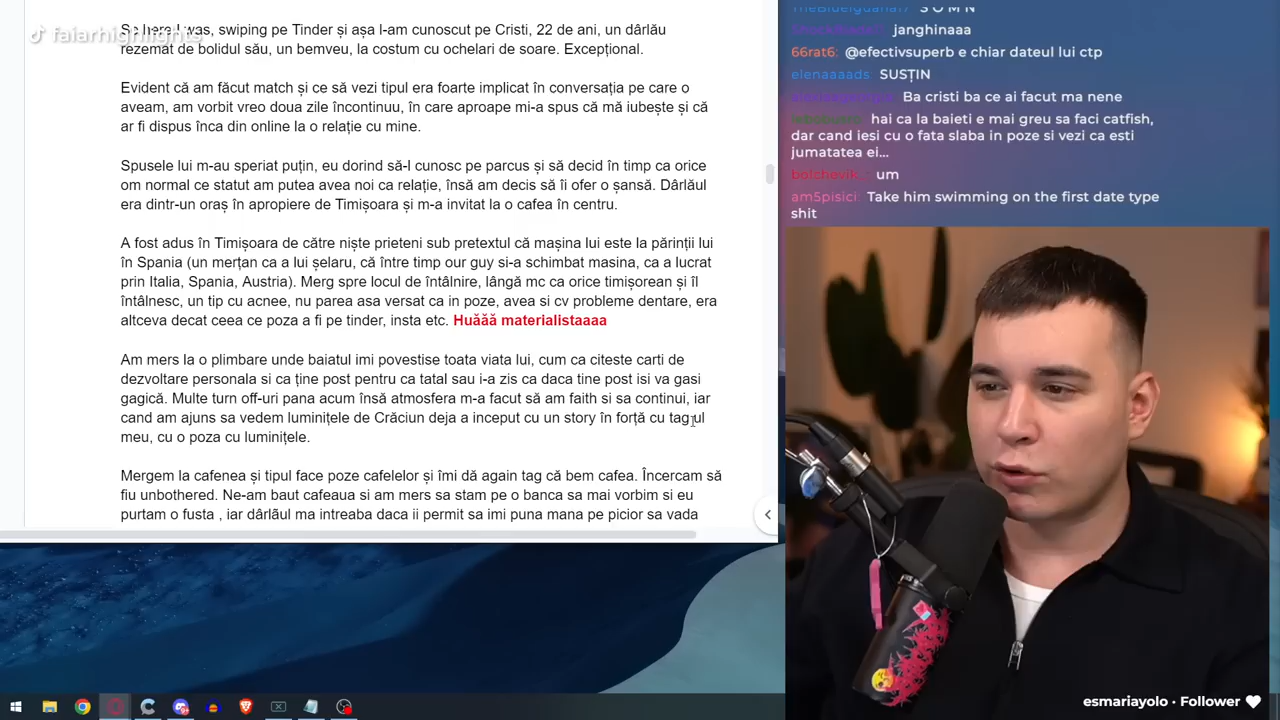 faiarhighlights
So here I was, swiping pe Tinder și așa l-am cunoscut pe Cristi, 22 de ani, un dârlău
rezemat de bolidul său, un bemveu, la costum cu ochelari de soare. Excepțional.
Evident că am făcut match și ce să vezi tipul era foarte implicat în conversația pe care o
aveam, am vorbit vreo doua zile încontinuu, în care aproape mi-a spus că mă iubește și că
ar fi dispus înca din online la o relație cu mine.
Spusele lui m-au speriat puțin, eu dorind să-l cunosc pe parcus și să decid în timp ca orice
om normal ce statut am putea avea noi ca relație, însă am decis să îi ofer o șansă. Dârlăul
era dintr-un oraș în apropiere de Timișoara și m-a invitat la o cafea în centru.
A fost adus în Timișoara de către niște prieteni sub pretextul că mașina lui este la părinții lui
în Spania (un merțan ca a lui șelaru, că între timp our guy si-a schimbat masina, ca a lucrat
prin Italia, Spania, Austria). Merg spre locul de întâlnire, lângă mc ca orice timișorean și îl
întâlnesc, un tip cu acnee, nu parea asa versat ca in poze, avea si cv probleme dentare, era
altceva decat ceea ce poza a fi pe tinder, insta etc. Huăăă materialistaaaa
Am mers la o plimbare unde baiatul imi povestise toata viata lui, cum ca citeste carti de
dezvoltare personala si ca ține post pentru ca tatal sau i-a zis ca daca tine post isi va gasi
gagică. Multe turn off-uri pana acum însă atmosfera m-a facut să am faith si sa continui, iar
cand am ajuns sa vedem luminițele de Crăciun deja a inceput cu un story în forță cu tag ul
meu, cu o poza cu luminițele.
Mergem la cafenea și tipul face poze cafelelor și îmi dă again tag că bem cafea. Încercam să
fiu unbothered. Ne-am baut cafeaua si am mers sa stam pe o banca sa mai vorbim si eu
purtam o fusta , iar dârlăul ma intreaba daca ii permit sa imi puna mana pe picior sa vada
S O M N
janghinaaa
66rat6: @efectivsuperb e chiar dateul lui ctp
elenaaaads: SUSȚIN
Ba cristi ba ce ai facut ma nene
hai ca la baieti e mai greu sa faci catfish,
dar cand iesi cu o fata slaba in poze si vezi ca esti
jumatatea ei...
bolchevik_: um
am5pisici: Take him swimming on the first date type
shit
esmariayolo · Follower